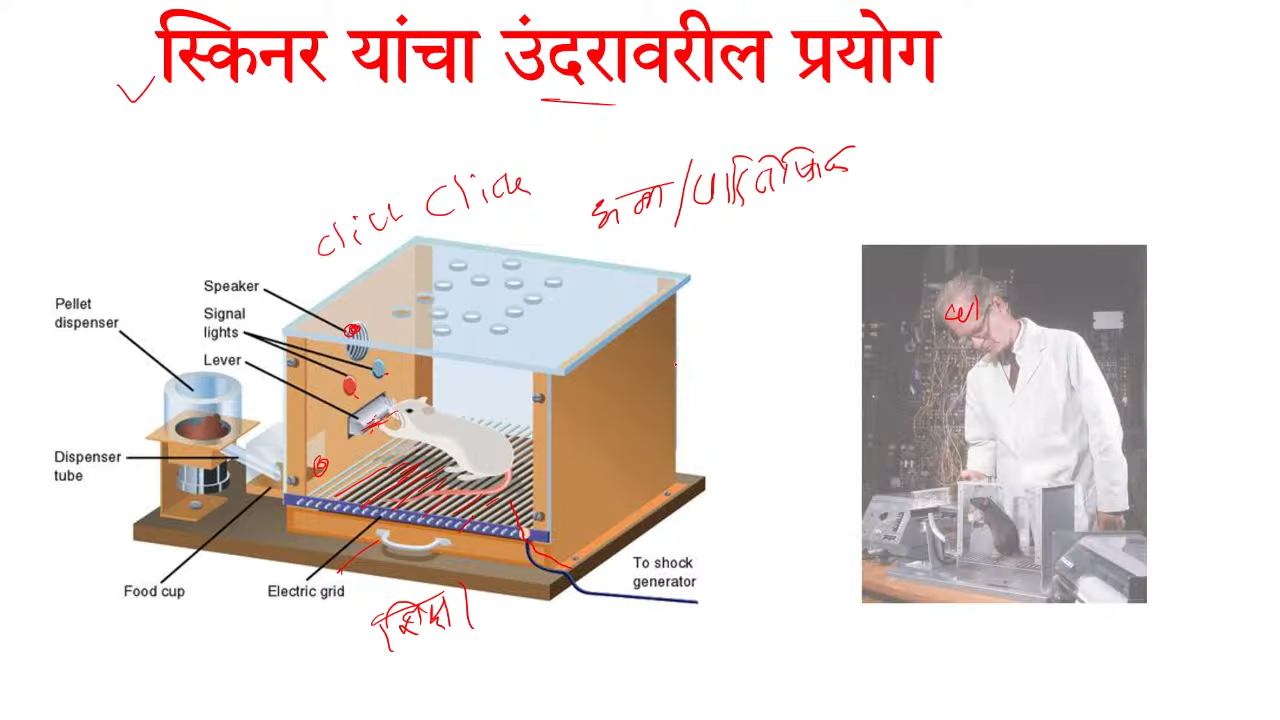 स्किनर यांचा उंदरावरील प्रयोग
click click
Speaker
Pellet
dispenser
Signal
lights
Lever
Dispenser
tube
Food cup
Electric grid
To shock
generator
शिक्षा